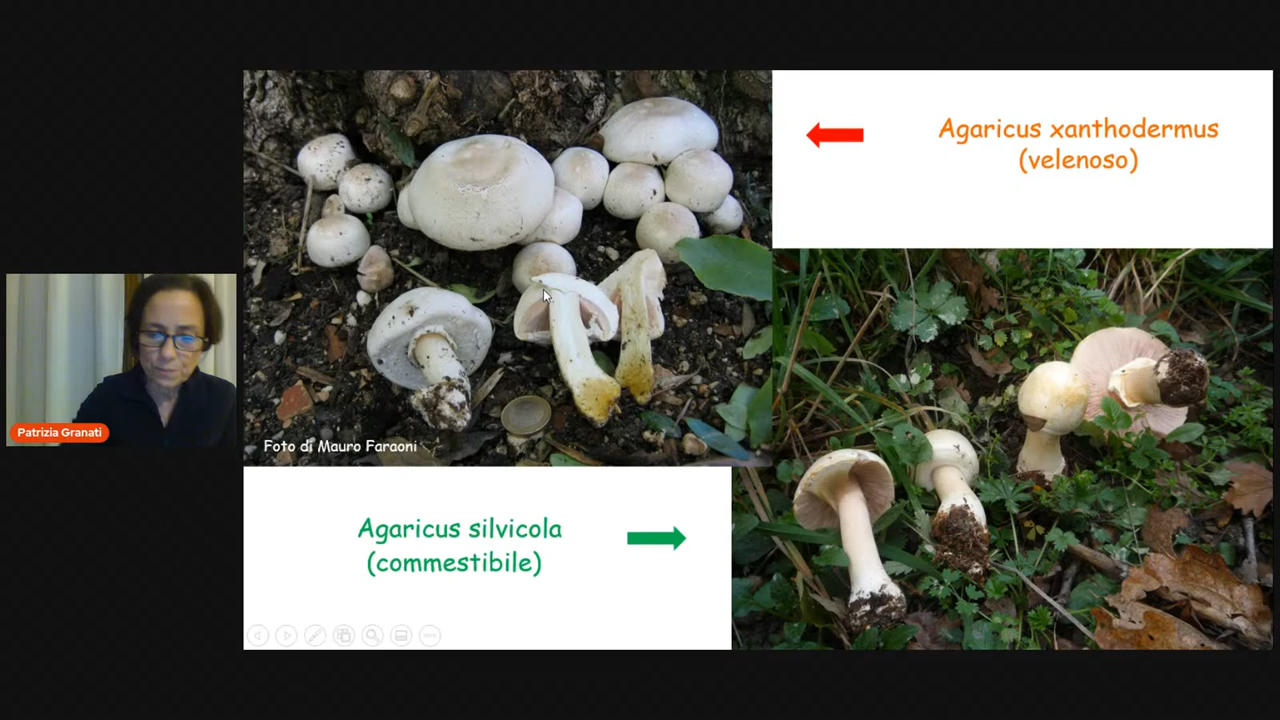 Agaricus xanthodermus
(velenoso)
Patrizia Granati
Foto di Mauro Faraoni
Agaricus silvicola
(commestibile)